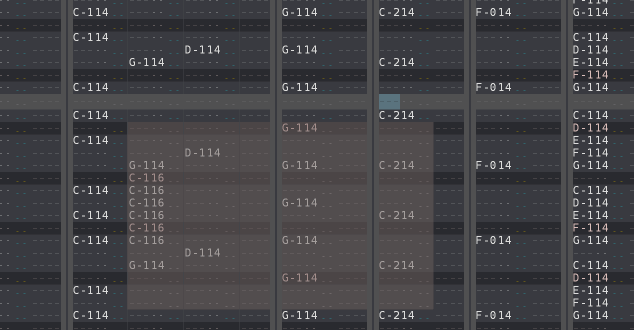 F-114
C-114 G-114 C-214 F-014 G-114
C-114 C-114
D-114 G-114 D-114
G-114 C-214 E-114
F-114
C-114 G-114 F-014 G-114
C-114 C-214 C-114
G-114 D-114
C-114 E-114
D-114 F-114
G-114 G-114 C-214 F-014 G-114
C-116
C-114 C-116 C-114
C-116 G-114 D-114
C-114 C-116 C-214 E-114
C-116 F-114
C-114 C-116 G-114 F-014 G-114
D-114
G-114 C-214 C-114
G-114 D-114
C-114 E-114
F-114
C-114 G-114 C-214 F-014 G-114